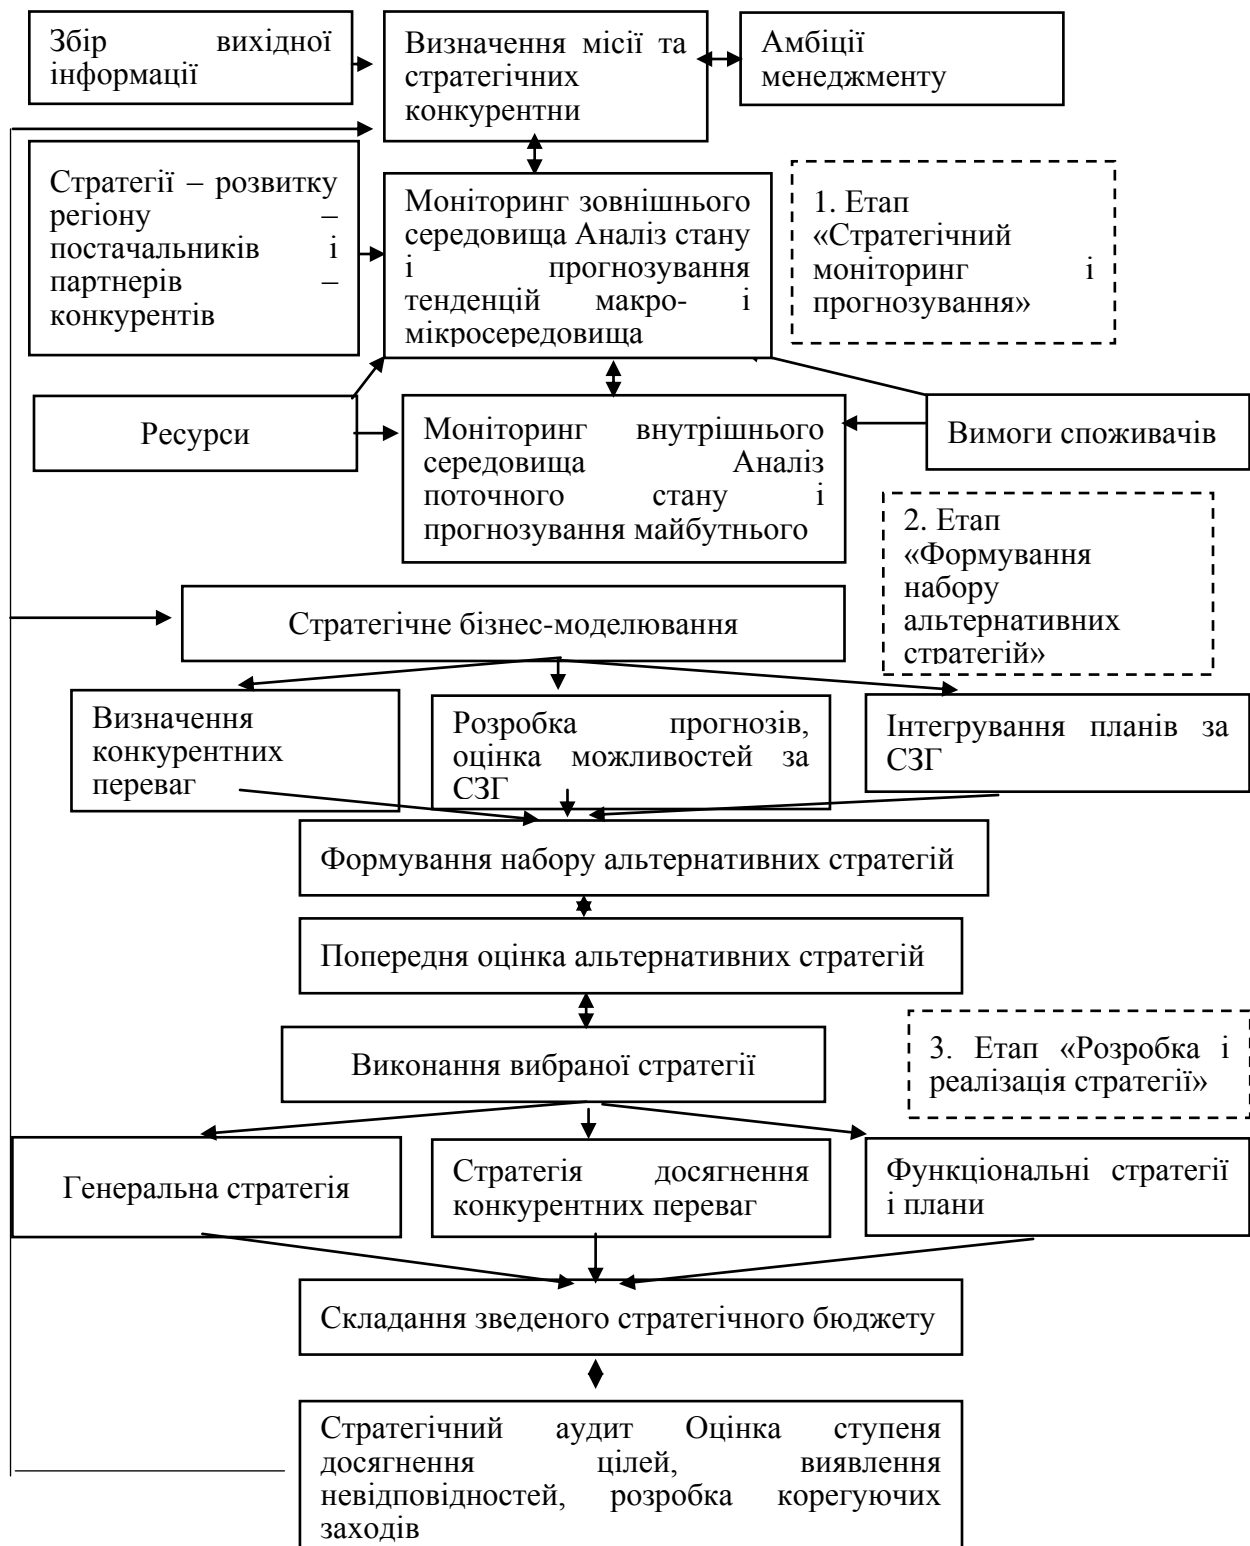 Збір вихідної
інформації
Визначення місії та
стратегічних
конкурентни
Амбіції
менеджменту
Стратегії – розвитку
регіону –
постачальників і
партнерів –
конкурентів
Моніторинг зовнішнього
середовища Аналіз стану
і прогнозування
тенденцій макро- і
мікросередовища
1. Етап
«Стратегічний
моніторинг і
прогнозування»
Ресурси
Моніторинг внутрішнього
середовища Аналіз
поточного стану і
прогнозування майбутнього
Вимоги споживачів
2. Етап
«Формування
набору
альтернативних
стратегій»
Стратегічне бізнес-моделювання
Визначення
конкурентних
переваг
Розробка прогнозів,
оцінка можливостей за
СЗГ
Інтегрування планів за
СЗГ
Формування набору альтернативних стратегій
Попередня оцінка альтернативних стратегій
Виконання вибраної стратегії
3. Етап «Розробка і
реалізація стратегії»
Генеральна стратегія
Стратегія досягнення
конкурентних переваг
Функціональні стратегії
і плани
Складання зведеного стратегічного бюджету
Стратегічний аудит Оцінка ступеня
досягнення цілей, виявлення
невідповідностей, розробка корегуючих
заходів